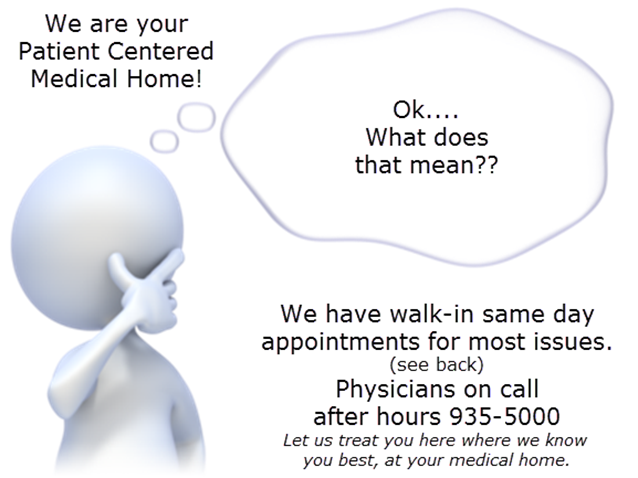 We are your
Patient Centered
Medical Home!
Ok....
What does
that mean??
We have walk-in same day
appointments for most issues.
(see back)
Physicians on call
after hours 935-5000
Let us treat you here where we know
you best, at your medical home.